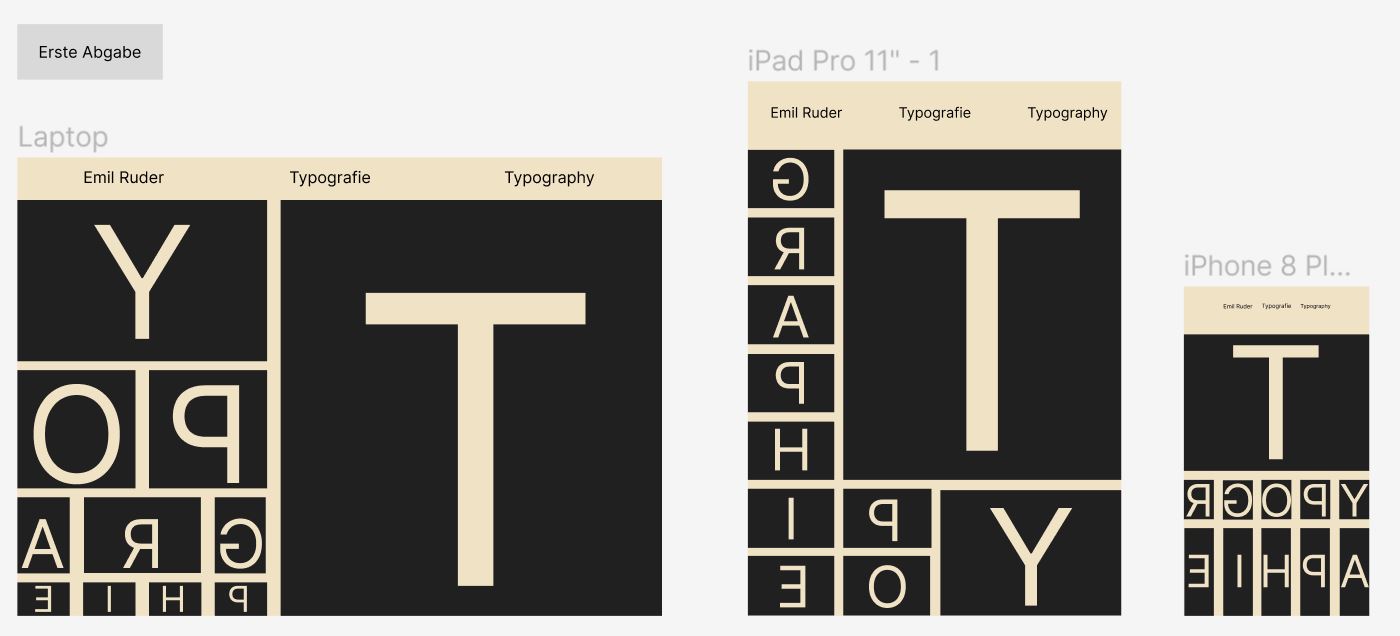 Erste Abgabe
Laptop
Emil Ruder Typografie Typography
Y T
O P
A R G
E I H P
iPad Pro 11" - 1
Emil Ruder Typografie Typography
G T
R
A
P
H
I P Y
E O
iPhone 8 Pl...
Emil Ruder Typografie Typography
T
R G O P Y
E I H P A